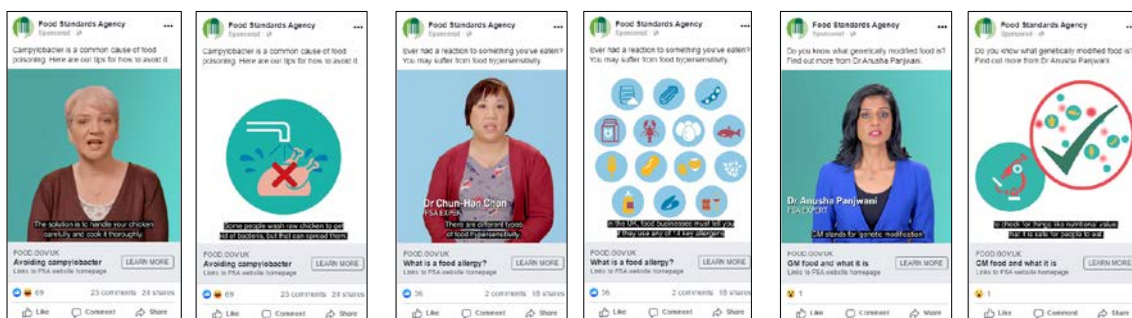 Food Standards Agency
Sponsored
Campylobacter is a common cause of food
poisoning. Here are our tips for how to avoid it.
The solution is to handle your chicken
carefully and cook it thoroughly.
FOOD.GOV.UK
Avoiding campylobacter
Links to FSA website homepage
LEARN MORE
69
23 comments 24 shares
Like Comment Share
Food Standards Agency
Sponsored
Campylobacter is a common cause of food
poisoning. Here are our tips for how to avoid it.
Some people wash raw chicken to get
rid of bacteria, but that can spread them.
FOOD.GOV.UK
Avoiding campylobacter
Links to FSA website homepage
LEARN MORE
69
23 comments 24 shares
Like Comment Share
Food Standards Agency
Sponsored
Ever had a reaction to something you've eaten?
You may suffer from food hypersensitivity.
Dr Chun-Han Chan
FSA EXPERT
There are different types
of food hypersensitivity.
FOOD.GOV.UK
What is a food allergy?
Links to FSA website homepage
LEARN MORE
36
2 comments 18 shares
Like Comment Share
Food Standards Agency
Sponsored
Ever had a reaction to something you've eaten?
You may suffer from food hypersensitivity.
In the UK, food businesses must tell you
if they use any of 14 key allergens
FOOD.GOV.UK
What is a food allergy?
Links to FSA website homepage
LEARN MORE
36
2 comments 18 shares
Like Comment Share
Food Standards Agency
Sponsored
Do you know what genetically modified food is?
Find out more from Dr Anusha Panjwani.
Dr Anusha Panjwani
FSA EXPERT
GM stands for 'genetic modification'
FOOD.GOV.UK
GM food and what it is
Links to FSA website homepage
LEARN MORE
1
Like Comment Share
Food Standards Agency
Sponsored
Do you know what genetically modified food is?
Find out more from Dr Anusha Panjwani.
to check for things like nutritional value,
that it is safe for people to eat
FOOD.GOV.UK
GM food and what it is
Links to FSA website homepage
LEARN MORE
1
Like Comment Share